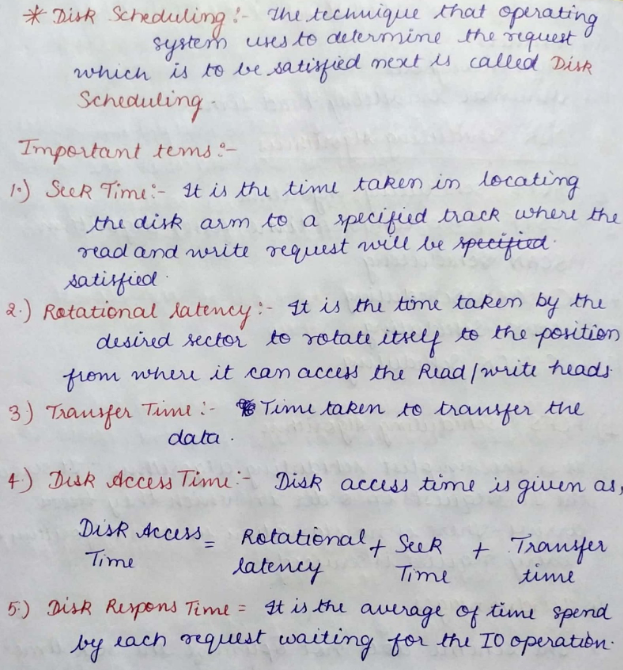 * Disk Scheduling :- The technique that operating
system uses to determine the request
which is to be satisfied next is called Disk
Scheduling.
Important terms :-
1.) Seek Time :- It is the time taken in locating
the disk arm to a specified track where the
read and write request will be specified
satisfied.
2.) Rotational latency :- It is the time taken by the
desired sector to rotate itself to the position
from where it can access the Read/write heads.
3.) Transfer Time :- Time taken to transfer the
data.
4.) Disk Access Time :- Disk access time is given as,
Disk Access Time = Rotational latency + Seek Time + Transfer time
5.) Disk Respons Time = It is the average of time spend
by each request waiting for the IO operation.